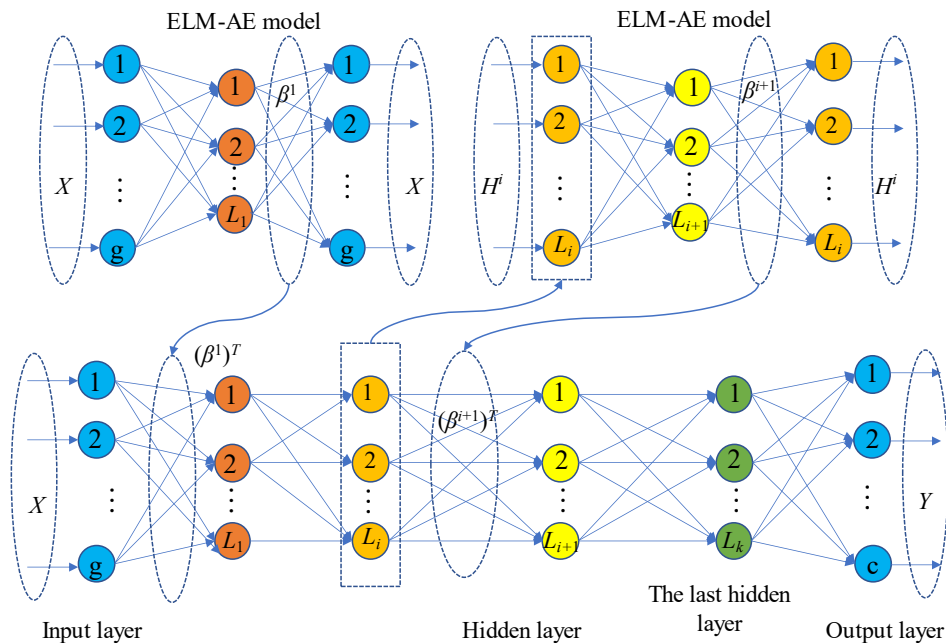 ELM-AE model
ELM-AE model
1 1 1 1
1 1
2 β¹ 2 2 βⁱ⁺¹ 2
2 2
X ⋮ ⋮ ⋮ X Hⁱ ⋮ ⋮ ⋮ Hⁱ
L₁ Lᵢ₊₁
g g Lᵢ Lᵢ
(β¹)ᵀ
1 1 1 1 1 1
(βⁱ⁺¹)ᵀ
2 2 2 2 2 2
X ⋮ ⋮ ⋮ ⋮ ⋮ ⋮ Y
g L₁ Lᵢ Lᵢ₊₁ Lₖ c
Input layer
Hidden layer
The last hidden
layer
Output layer